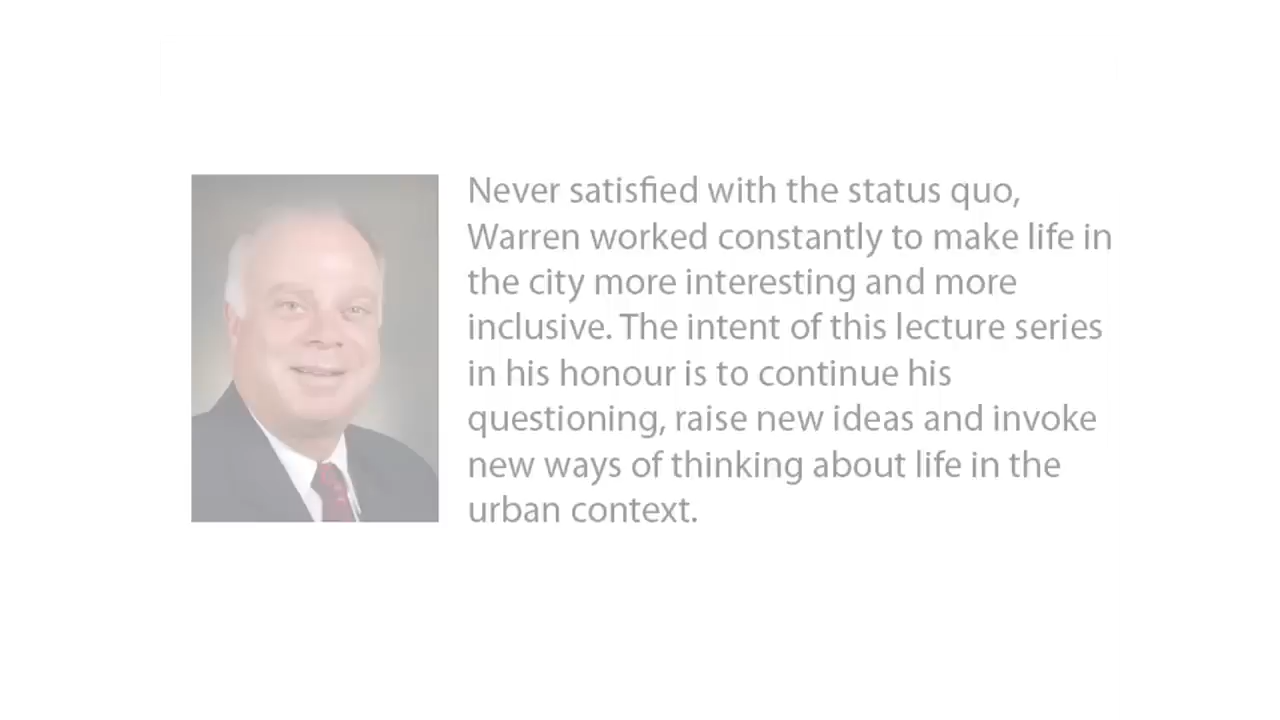 Never satisfied with the status quo,
Warren worked constantly to make life in
the city more interesting and more
inclusive. The intent of this lecture series
in his honour is to continue his
questioning, raise new ideas and invoke
new ways of thinking about life in the
urban context.